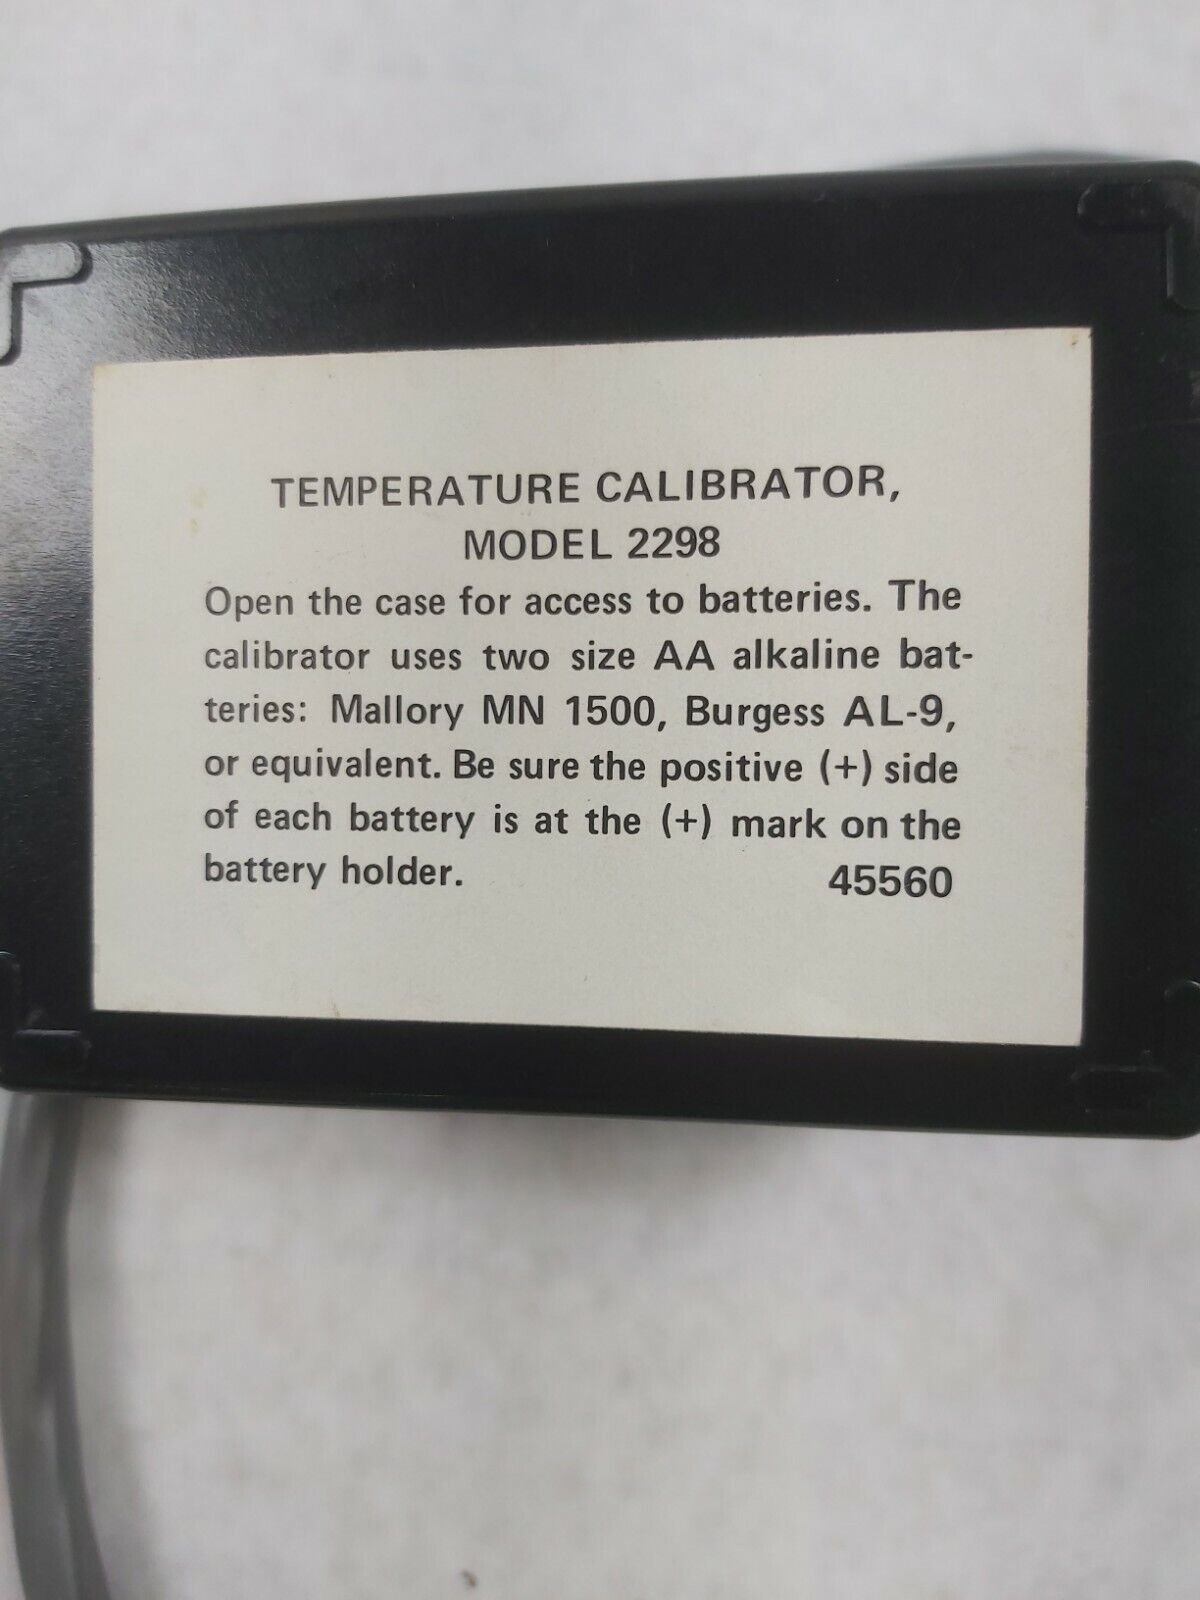 TEMPERATURE CALIBRATOR,
MODEL 2298
Open the case for access to batteries. The
calibrator uses two size AA alkaline bat-
teries: Mallory MN 1500, Burgess AL-9,
or equivalent. Be sure the positive (+) side
of each battery is at the (+) mark on the
battery holder. 45560